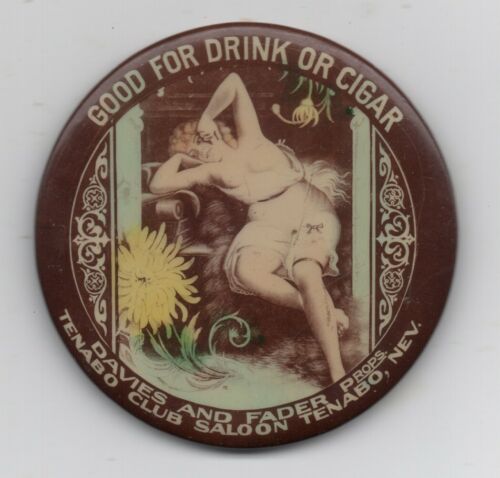 GOOD FOR DRINK OR CIGAR
DAVIES AND FADER PROPS.
TENABO CLUB SALOON TENABO, NEV.